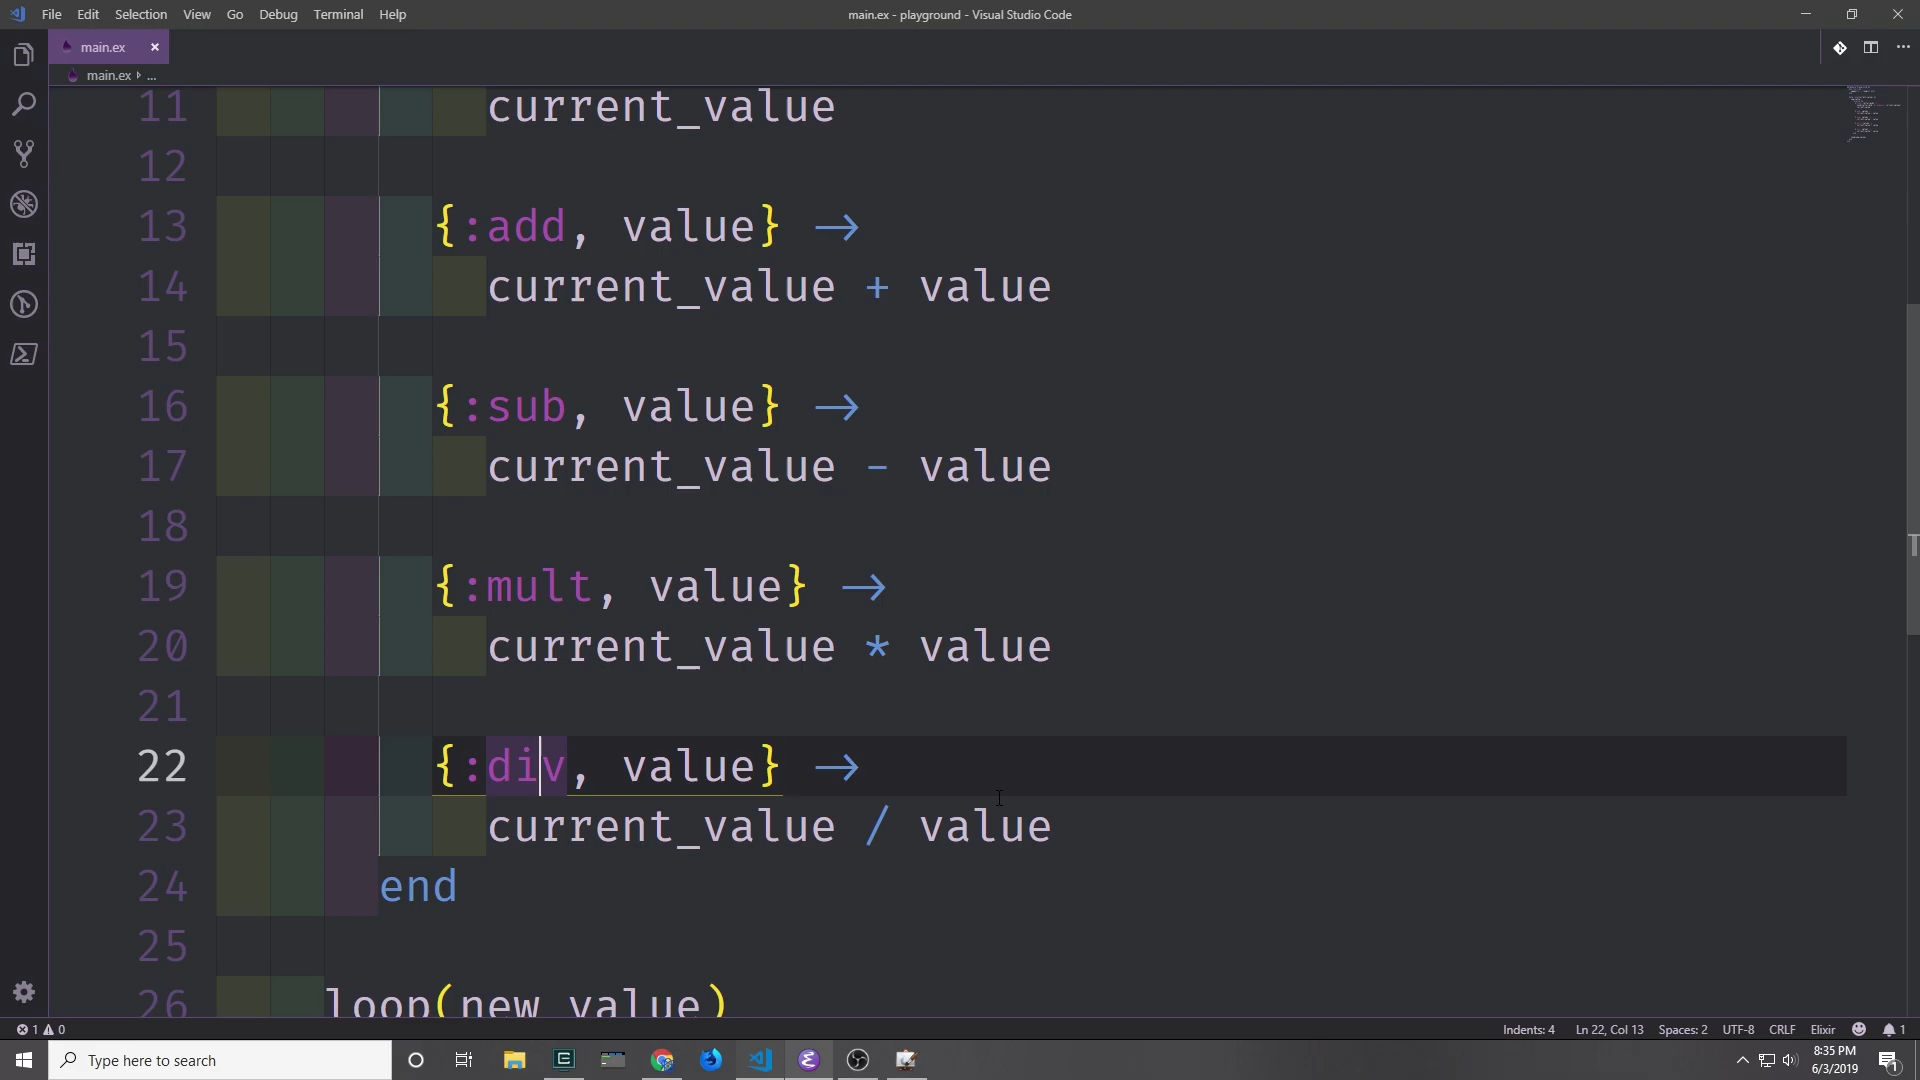 File Edit Selection View Go Debug Terminal Help
main.ex - playground - Visual Studio Code
main.ex
main.ex ...
11 current_value
12
13 {:add, value} ->
14 current_value + value
15
16 {:sub, value} ->
17 current_value - value
18
19 {:mult, value} ->
20 current_value * value
21
22 {:div, value} ->
23 current_value / value
24 end
25
26 loop(new_value)
1 0
Indents: 4 Ln 22, Col 13 Spaces: 2 UTF-8 CRLF Elixir 1
Type here to search
8:35 PM
6/3/2019
1